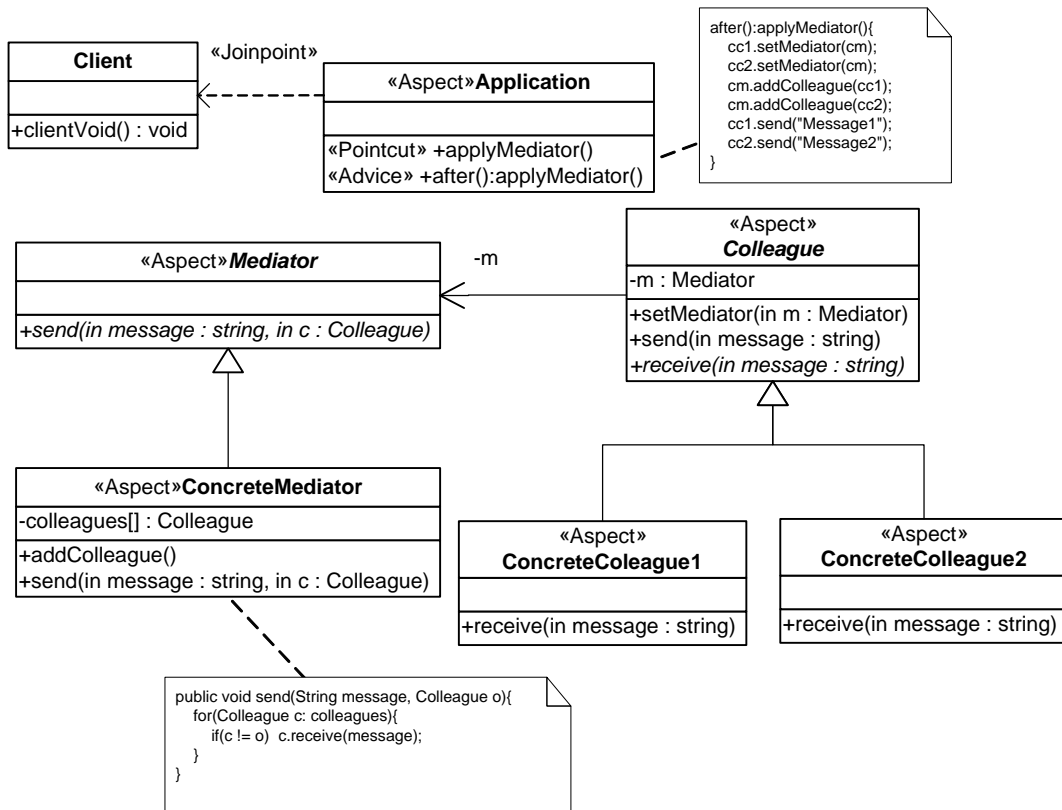 Client
+clientVoid() : void
«Joinpoint»
«Aspect»Application
«Pointcut» +applyMediator()
«Advice» +after():applyMediator()
after():applyMediator(){
cc1.setMediator(cm);
cc2.setMediator(cm);
cm.addColleague(cc1);
cm.addColleague(cc2);
cc1.send("Message1");
cc2.send("Message2");
}
«Aspect»Mediator
+send(in message : string, in c : Colleague)
-m
«Aspect»
Colleague
-m : Mediator
+setMediator(in m : Mediator)
+send(in message : string)
+receive(in message : string)
«Aspect»ConcreteMediator
-colleagues[] : Colleague
+addColleague()
+send(in message : string, in c : Colleague)
«Aspect»
ConcreteColeague1
+receive(in message : string)
«Aspect»
ConcreteColleague2
+receive(in message : string)
public void send(String message, Colleague o){
for(Colleague c: colleagues){
if(c != o) c.receive(message);
}
}